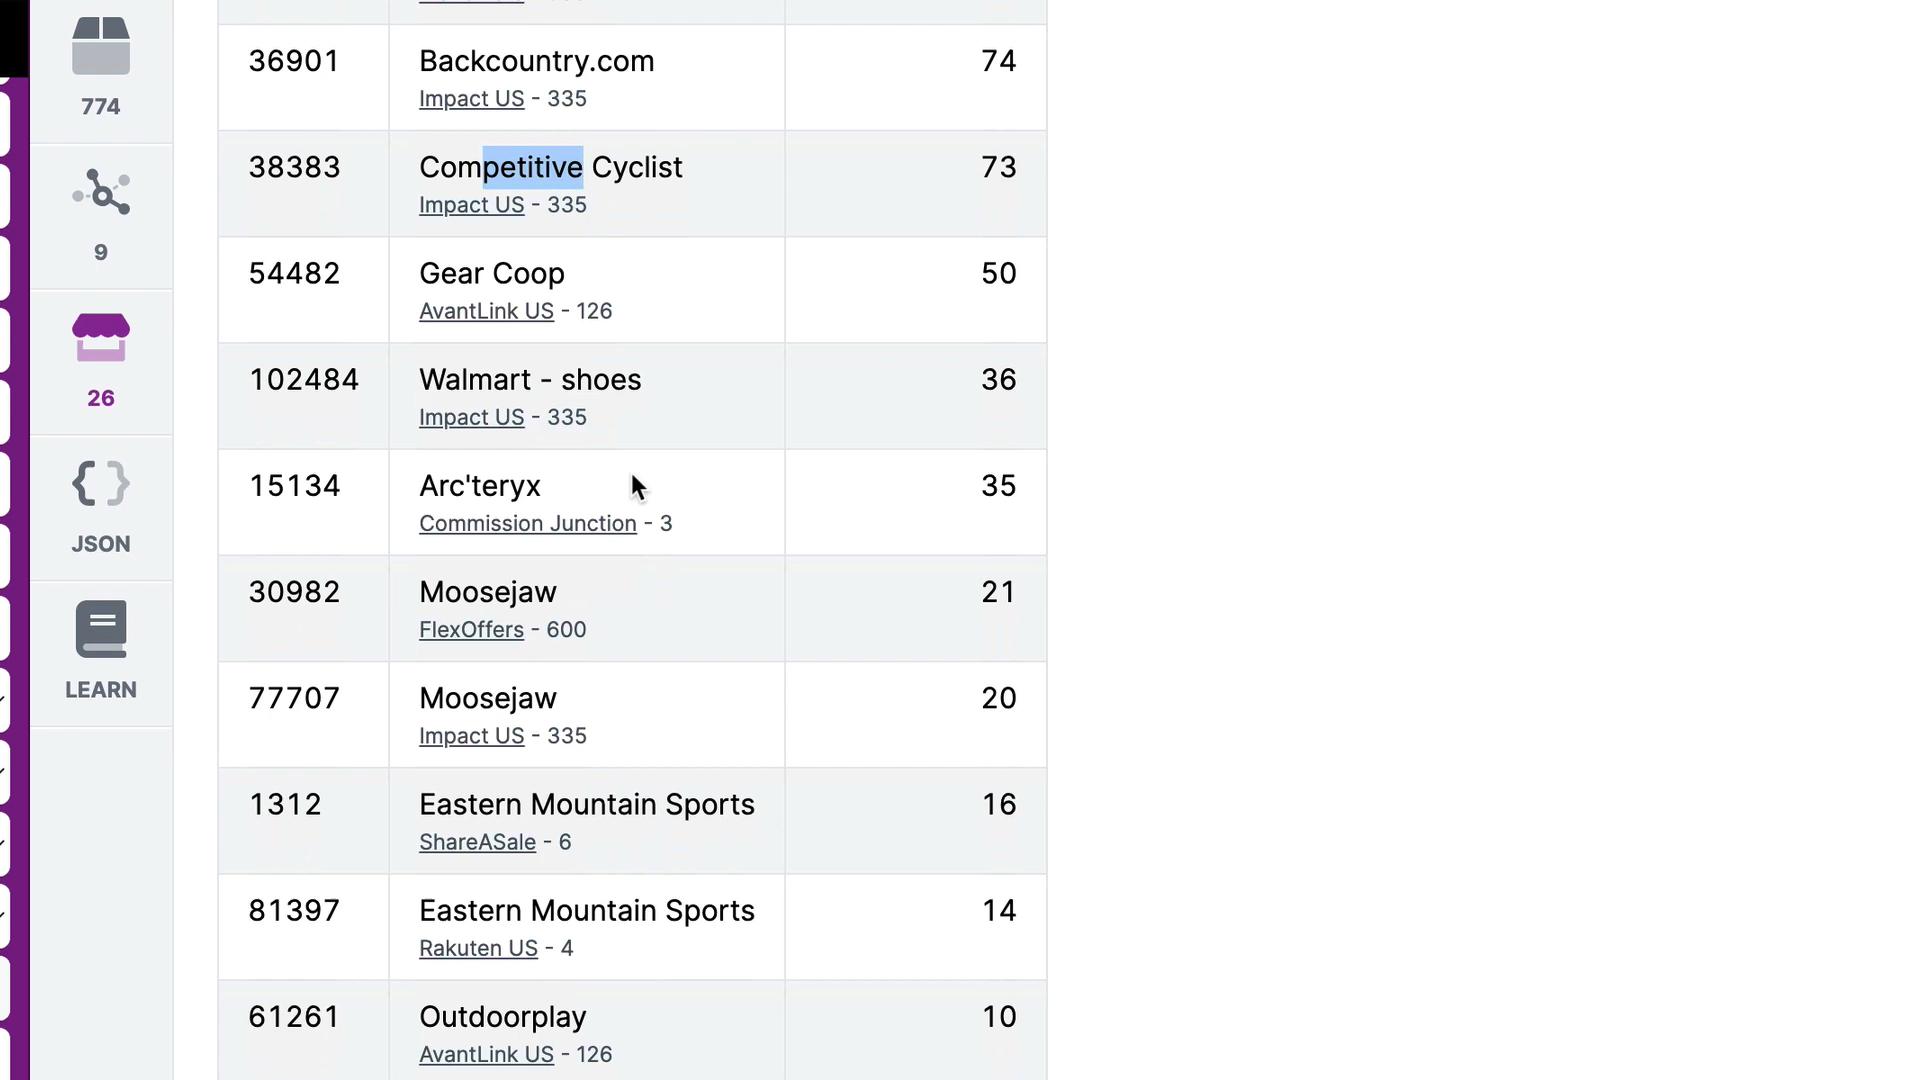 774
9
26
JSON
LEARN
36901 Backcountry.com 74
Impact US - 335
38383 Competitive Cyclist 73
Impact US - 335
54482 Gear Coop 50
AvantLink US - 126
102484 Walmart - shoes 36
Impact US - 335
15134 Arc'teryx 35
Commission Junction - 3
30982 Moosejaw 21
FlexOffers - 600
77707 Moosejaw 20
Impact US - 335
1312 Eastern Mountain Sports 16
ShareASale - 6
81397 Eastern Mountain Sports 14
Rakuten US - 4
61261 Outdoorplay 10
AvantLink US - 126